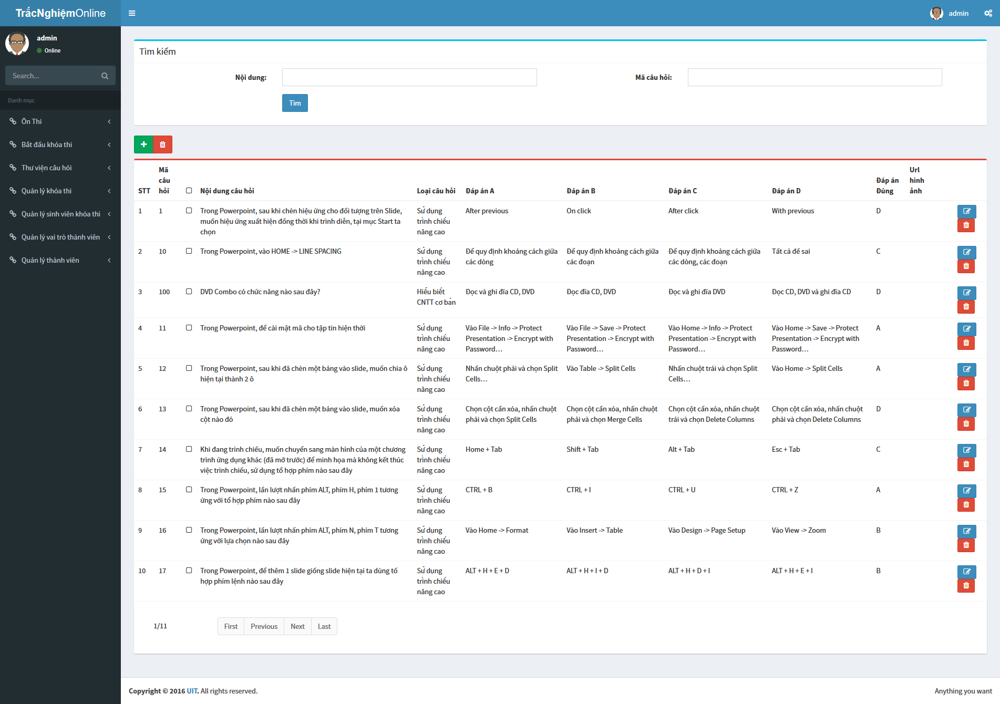 TrắcNghiệmOnline
admin
admin
Online
Search...
Danh mục
Ôn Thi
Bắt đầu khóa thi
Thư viện câu hỏi
Quản lý khóa thi
Quản lý sinh viên khóa thi
Quản lý vai trò thành viên
Quản lý thành viên
Tìm kiếm
Nội dung:
Mã câu hỏi:
Tìm
STT
Mã
câu
hỏi
Nội dung câu hỏi
Loại câu hỏi
Đáp án A
Đáp án B
Đáp án C
Đáp án D
Đáp án
Đúng
Url
hình
ảnh
1
1
Trong Powerpoint, sau khi chèn hiệu ứng cho đối tượng trên Slide,
muốn hiệu ứng xuất hiện đồng thời khi trình diễn, tại mục Start ta
chọn
Sử dụng
trình chiếu
nâng cao
After previous
On click
After click
With previous
D
2
10
Trong Powerpoint, vào HOME -> LINE SPACING
Sử dụng
trình chiếu
nâng cao
Để quy định khoảng cách giữa
các dòng
Để quy định khoảng cách giữa
các đoạn
Để quy định khoảng cách giữa
các dòng, các đoạn
Tất cả đề sai
C
3
100
DVD Combo có chức năng nào sau đây?
Hiểu biết
CNTT cơ bản
Đọc và ghi đĩa CD, DVD
Đọc đĩa CD, DVD
Đọc và ghi đĩa DVD
Đọc CD, DVD và ghi đĩa CD
D
4
11
Trong Powerpoint, để cài mật mã cho tập tin hiện thời
Sử dụng
trình chiếu
nâng cao
Vào File -> Info -> Protect
Presentation -> Encrypt with
Password…
Vào File -> Save -> Protect
Presentation -> Encrypt with
Password…
Vào Home -> Info -> Protect
Presentation -> Encrypt with
Password…
Vào Home -> Save -> Protect
Presentation -> Encrypt with
Password…
A
5
12
Trong Powerpoint, sau khi đã chèn một bảng vào slide, muốn chia ô
hiện tại thành 2 ô
Sử dụng
trình chiếu
nâng cao
Nhấn chuột phải và chọn Split
Cells…
Vào Table -> Split Cells
Nhấn chuột trái và chọn Split
Cells…
Vào Home -> Split Cells
A
6
13
Trong Powerpoint, sau khi đã chèn một bảng vào slide, muốn xóa
cột nào đó
Sử dụng
trình chiếu
nâng cao
Chọn cột cần xóa, nhấn chuột
phải và chọn Split Cells
Chọn cột cần xóa, nhấn chuột
phải và chọn Merge Cells
Chọn cột cần xóa, nhấn chuột
trái và chọn Delete Columns
Chọn cột cần xóa, nhấn chuột
phải và chọn Delete Columns
D
7
14
Khi đang trình chiếu, muốn chuyển sang màn hình của một chương
trình ứng dụng khác (đã mở trước) để minh họa mà không kết thúc
việc trình chiếu, sử dụng tổ hợp phím nào sau đây
Sử dụng
trình chiếu
nâng cao
Home + Tab
Shift + Tab
Alt + Tab
Esc + Tab
C
8
15
Trong Powerpoint, lần lượt nhấn phím ALT, phím H, phím 1 tương
ứng với tổ hợp phím nào sau đây
Sử dụng
trình chiếu
nâng cao
CTRL + B
CTRL + I
CTRL + U
CTRL + Z
A
9
16
Trong Powerpoint, lần lượt nhấn phím ALT, phím N, phím T tương
ứng với lựa chọn nào sau đây
Sử dụng
trình chiếu
nâng cao
Vào Home -> Format
Vào Insert -> Table
Vào Design -> Page Setup
Vào View -> Zoom
B
10
17
Trong Powerpoint, để thêm 1 slide giống slide hiện tại ta dùng tổ
hợp phím lệnh nào sau đây
Sử dụng
trình chiếu
nâng cao
ALT + H + E + D
ALT + H + I + D
ALT + H + D + I
ALT + H + E + I
B
1/11
First
Previous
Next
Last
Copyright © 2016 UIT. All rights reserved.
Anything you want